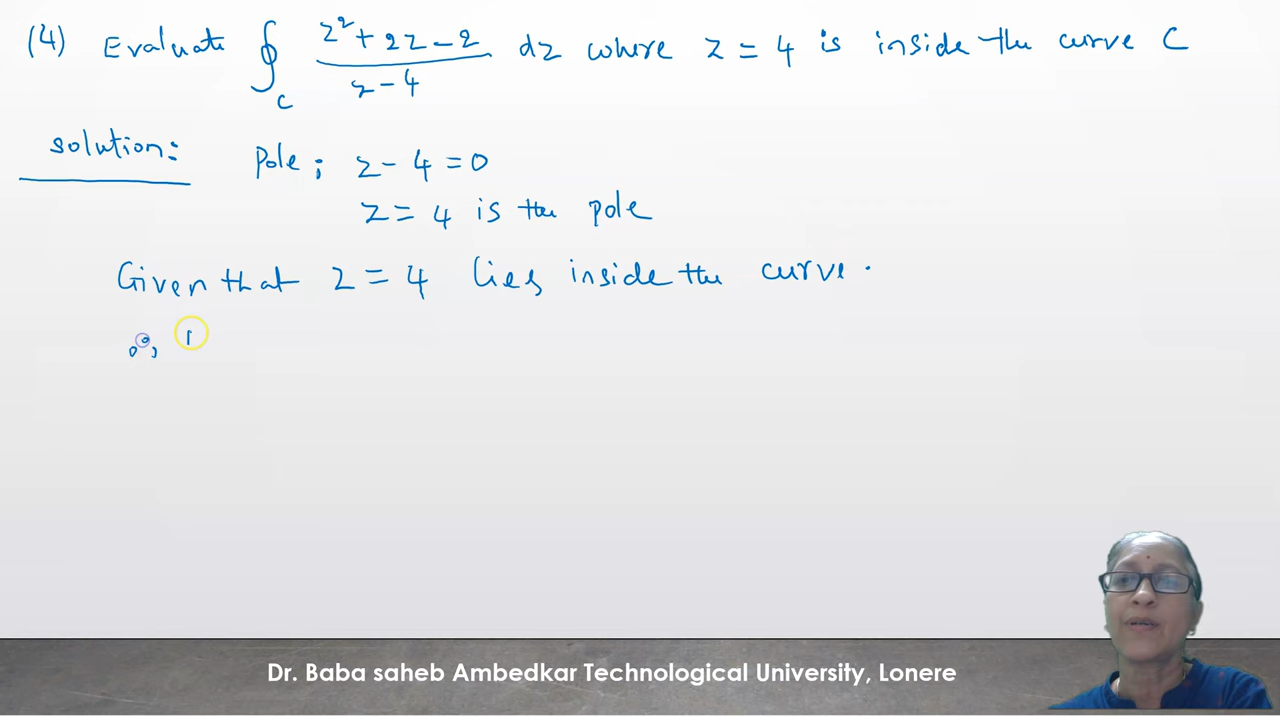 (4) Evaluate ∮_C (z² + 2z - 2)/(z - 4) dz where z = 4 is inside the curve C
solution:
Pole ; z - 4 = 0
z = 4 is the pole
Given that z = 4 lies inside the curve.
Dr. Baba saheb Ambedkar Technological University, Lonere